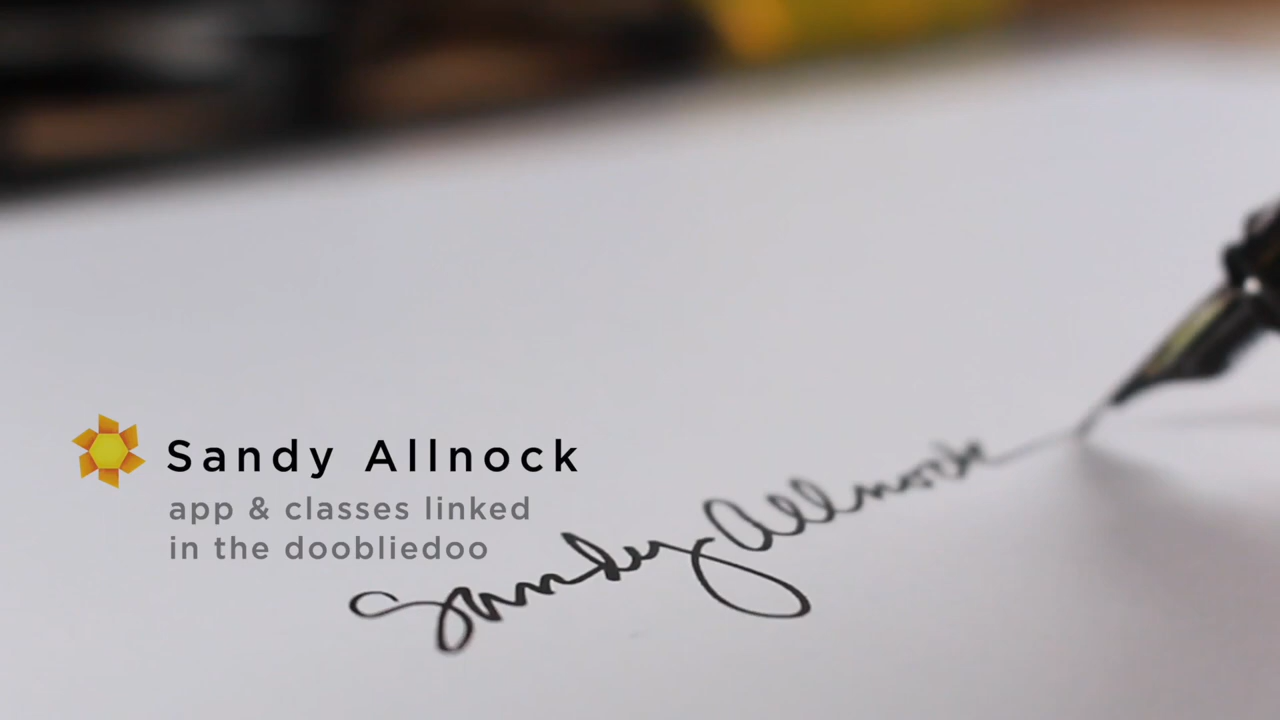 Sandy Allnock
app & classes linked
in the doobliedoo
Sandy Allnock